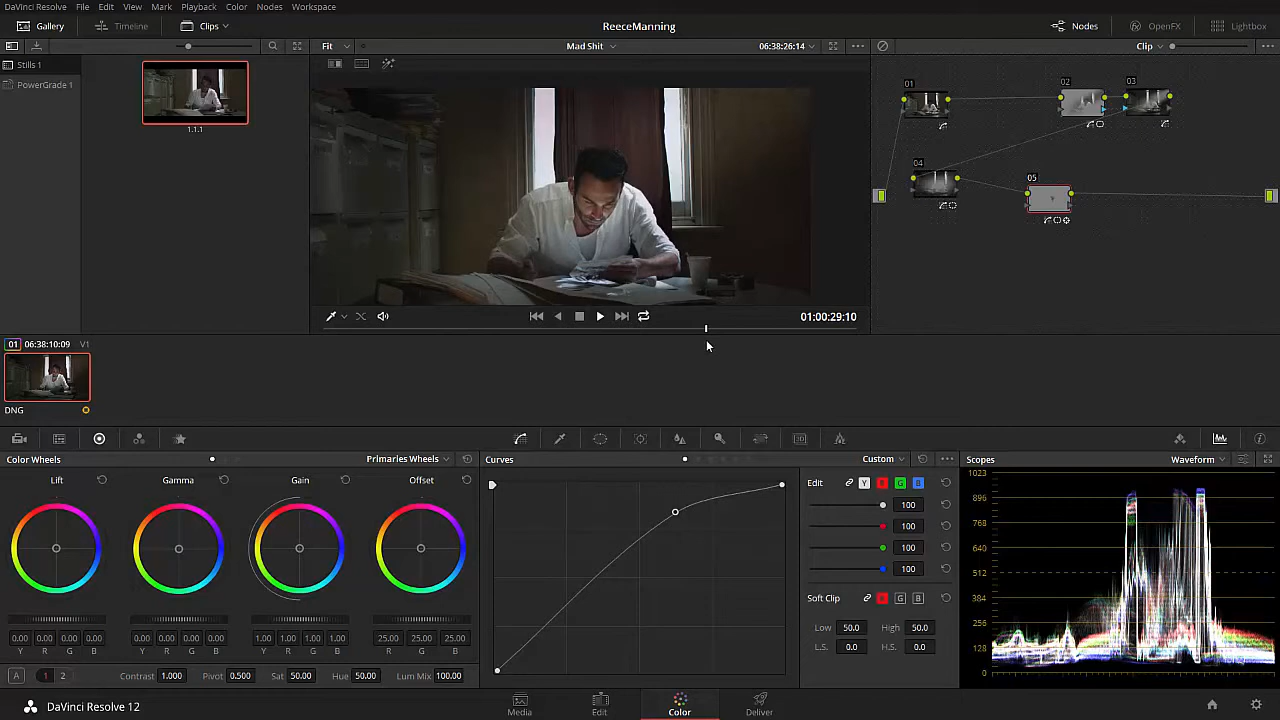 DaVinci Resolve File Edit Trim Timeline Clip View Mark Playback Color Nodes Workspace
Gallery Timeline Clips ReeceManning Nodes OpenFX Lightbox
Fit Mad Shit 06:38:26:14 Clip
Stills 1
PowerGrade 1
1.1.1
01 02 03
04 05
01:00:29:10
01 06:38:10:09 V1
DNG
Color Wheels Primaries Wheels Curves Custom Scopes Waveform
Lift Gamma Gain Offset
Edit Y R G B
100
100
100
100
Soft Clip R G B
Low 50.0 High 50.0
L.S. 0.0 H.S. 0.0
1023
896
768
640
512
384
256
128
0
0.00 0.00 0.00 0.00 0.00 0.00 0.00 0.00 1.00 1.00 1.00 1.00 25.00 25.00 25.00
Y R G B Y R G B Y R G B R G B
A 1 2 Contrast 1.000 Pivot 0.500 Sat 50.00 Hue 50.00 Lum Mix 100.00
DaVinci Resolve 12 Media Edit Color Deliver